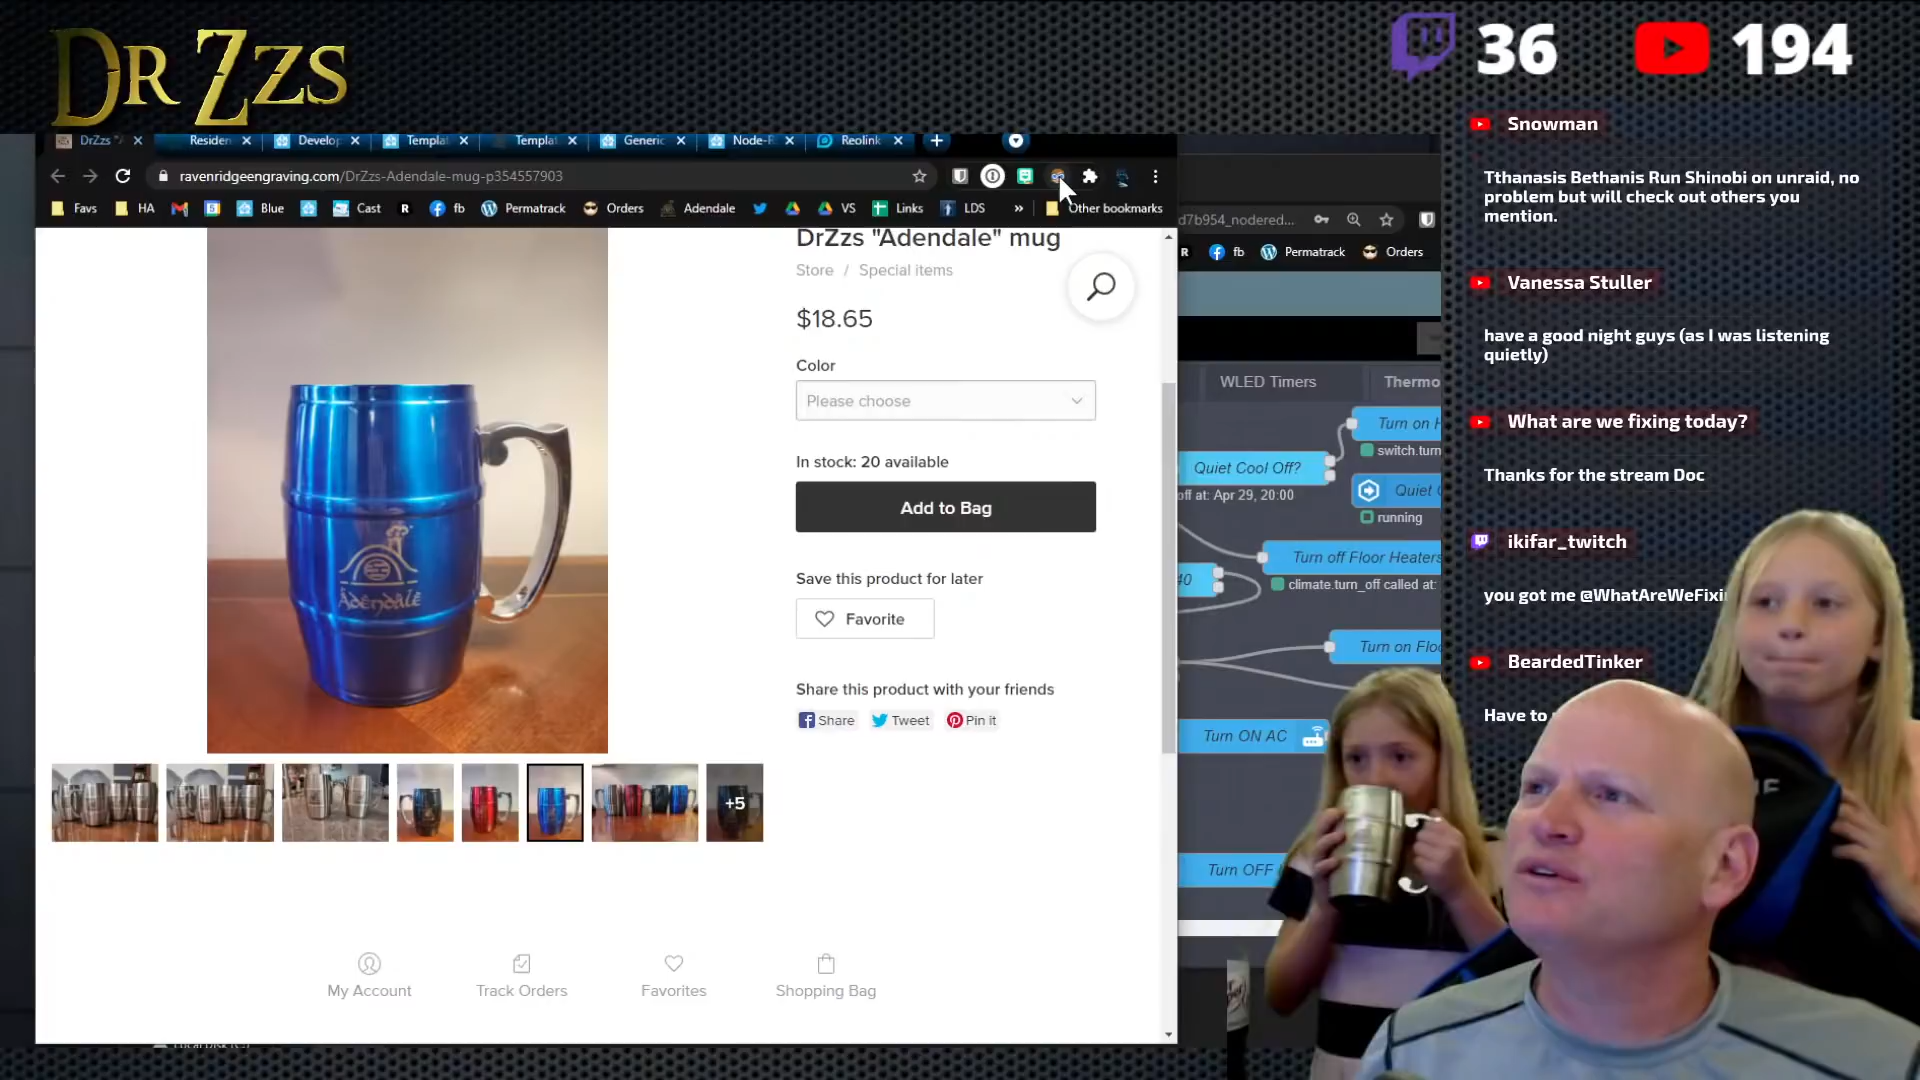 DR ZZS
36
194
DrZzs "A
Residen
Develop
Templat
Templat
Generic
Node-R
Reolink
ravenridgeengraving.com/DrZzs-Adendale-mug-p354557903
Favs
HA
Blue
Cast
R
fb
Permatrack
Orders
Adendale
VS
Links
LDS
»
Other bookmarks
d7b954_nodered...
R
fb
Permatrack
Orders
DrZzs "Adendale" mug
Store / Special items
$18.65
Color
Please choose
In stock: 20 available
Add to Bag
Save this product for later
Favorite
Share this product with your friends
Share
Tweet
Pin it
Adendale
+5
My Account
Track Orders
Favorites
Shopping Bag
WLED Timers
Thermo
Turn on H
switch.turn
Quiet Cool Off?
off at: Apr 29, 20:00
Quiet C
running
Turn off Floor Heaters
climate.turn_off called at:
40
Turn on Floo
Turn ON AC
Turn OFF
Snowman
Tthanasis Bethanis Run Shinobi on unraid, no
problem but will check out others you
mention.
Vanessa Stuller
have a good night guys (as I was listening
quietly)
What are we fixing today?
Thanks for the stream Doc
ikifar_twitch
you got me @WhatAreWeFixi
BeardedTinker
Have to